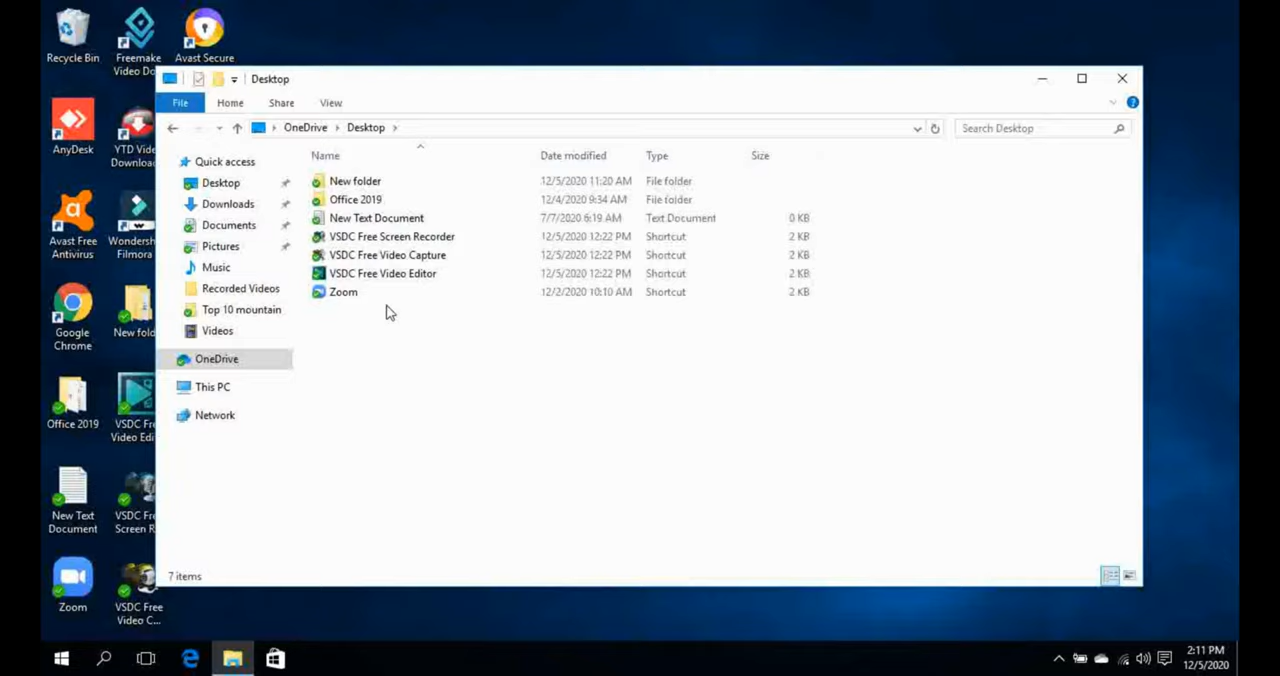 Recycle Bin
Freemake
Video Do
Avast Secure
AnyDesk
YTD Vide
Downloa
Avast Free
Antivirus
Wondersh
Filmora
Google
Chrome
New fold
Office 2019
VSDC Fre
Video Edi
New Text
Document
VSDC Fre
Screen R
Zoom
VSDC Free
Video C...
Desktop
File Home Share View
OneDrive Desktop
Search Desktop
Quick access
Desktop
Downloads
Documents
Pictures
Music
Recorded Videos
Top 10 mountain
Videos
OneDrive
This PC
Network
Name Date modified Type Size
New folder 12/5/2020 11:20 AM File folder
Office 2019 12/4/2020 9:34 AM File folder
New Text Document 7/7/2020 6:19 AM Text Document 0 KB
VSDC Free Screen Recorder 12/5/2020 12:22 PM Shortcut 2 KB
VSDC Free Video Capture 12/5/2020 12:22 PM Shortcut 2 KB
VSDC Free Video Editor 12/5/2020 12:22 PM Shortcut 2 KB
Zoom 12/2/2020 10:10 AM Shortcut 2 KB
7 items
2:11 PM
12/5/2020